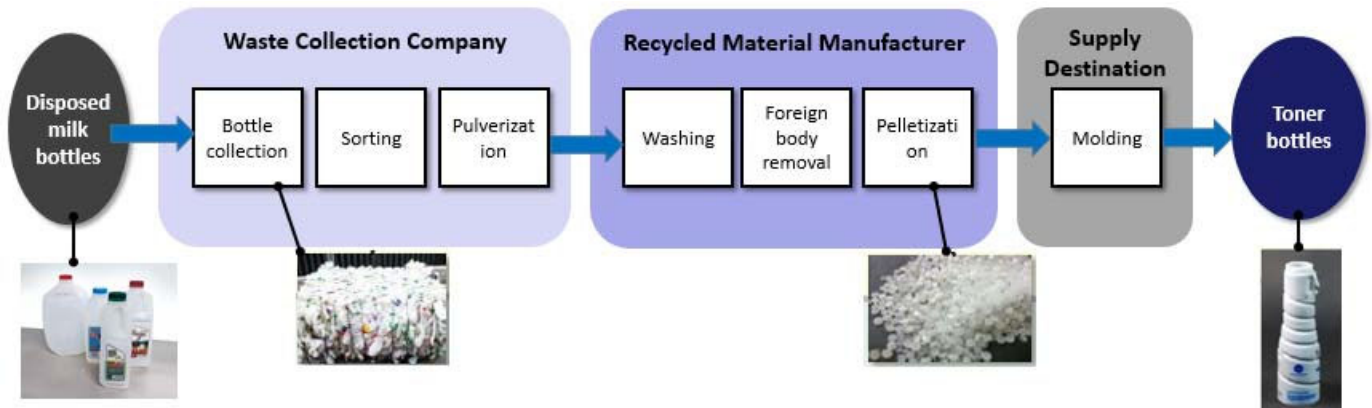 Waste Collection Company
Recycled Material Manufacturer
Supply
Destination
Disposed
milk
bottles
Bottle
collection
Sorting
Pulverizat
ion
Washing
Foreign
body
removal
Pelletizati
on
Molding
Toner
bottles